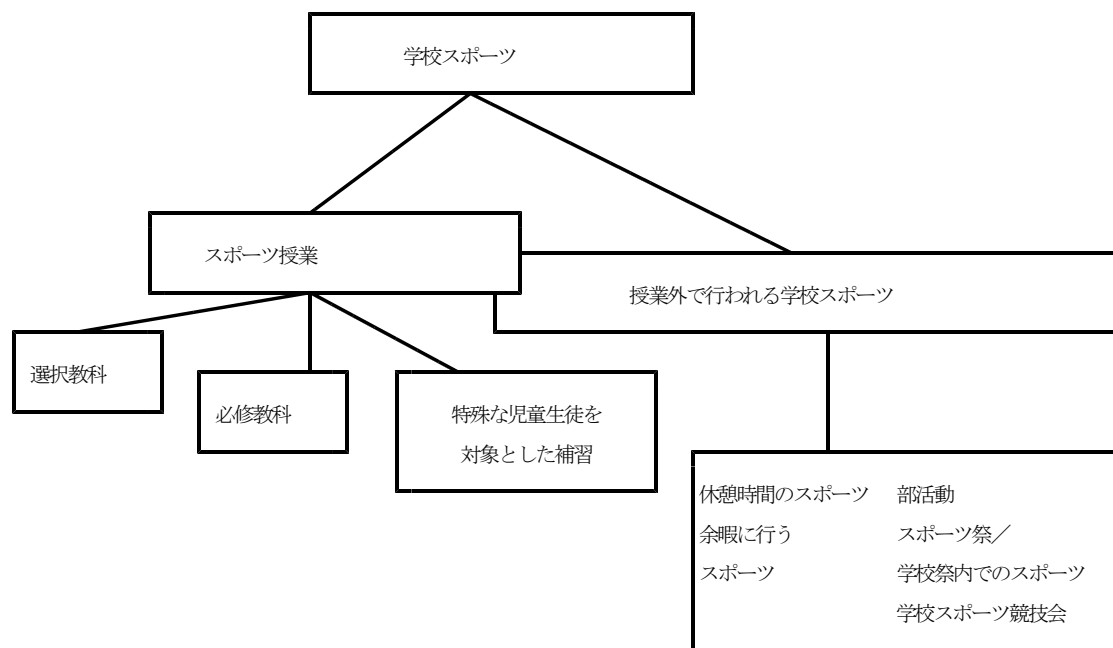 学校スポーツ
スポーツ授業
授業外で行われる学校スポーツ
選択教科
必修教科
特殊な児童生徒を
対象とした補習
休憩時間のスポーツ
余暇に行う
スポーツ
部活動
スポーツ祭／
学校祭内でのスポーツ
学校スポーツ競技会